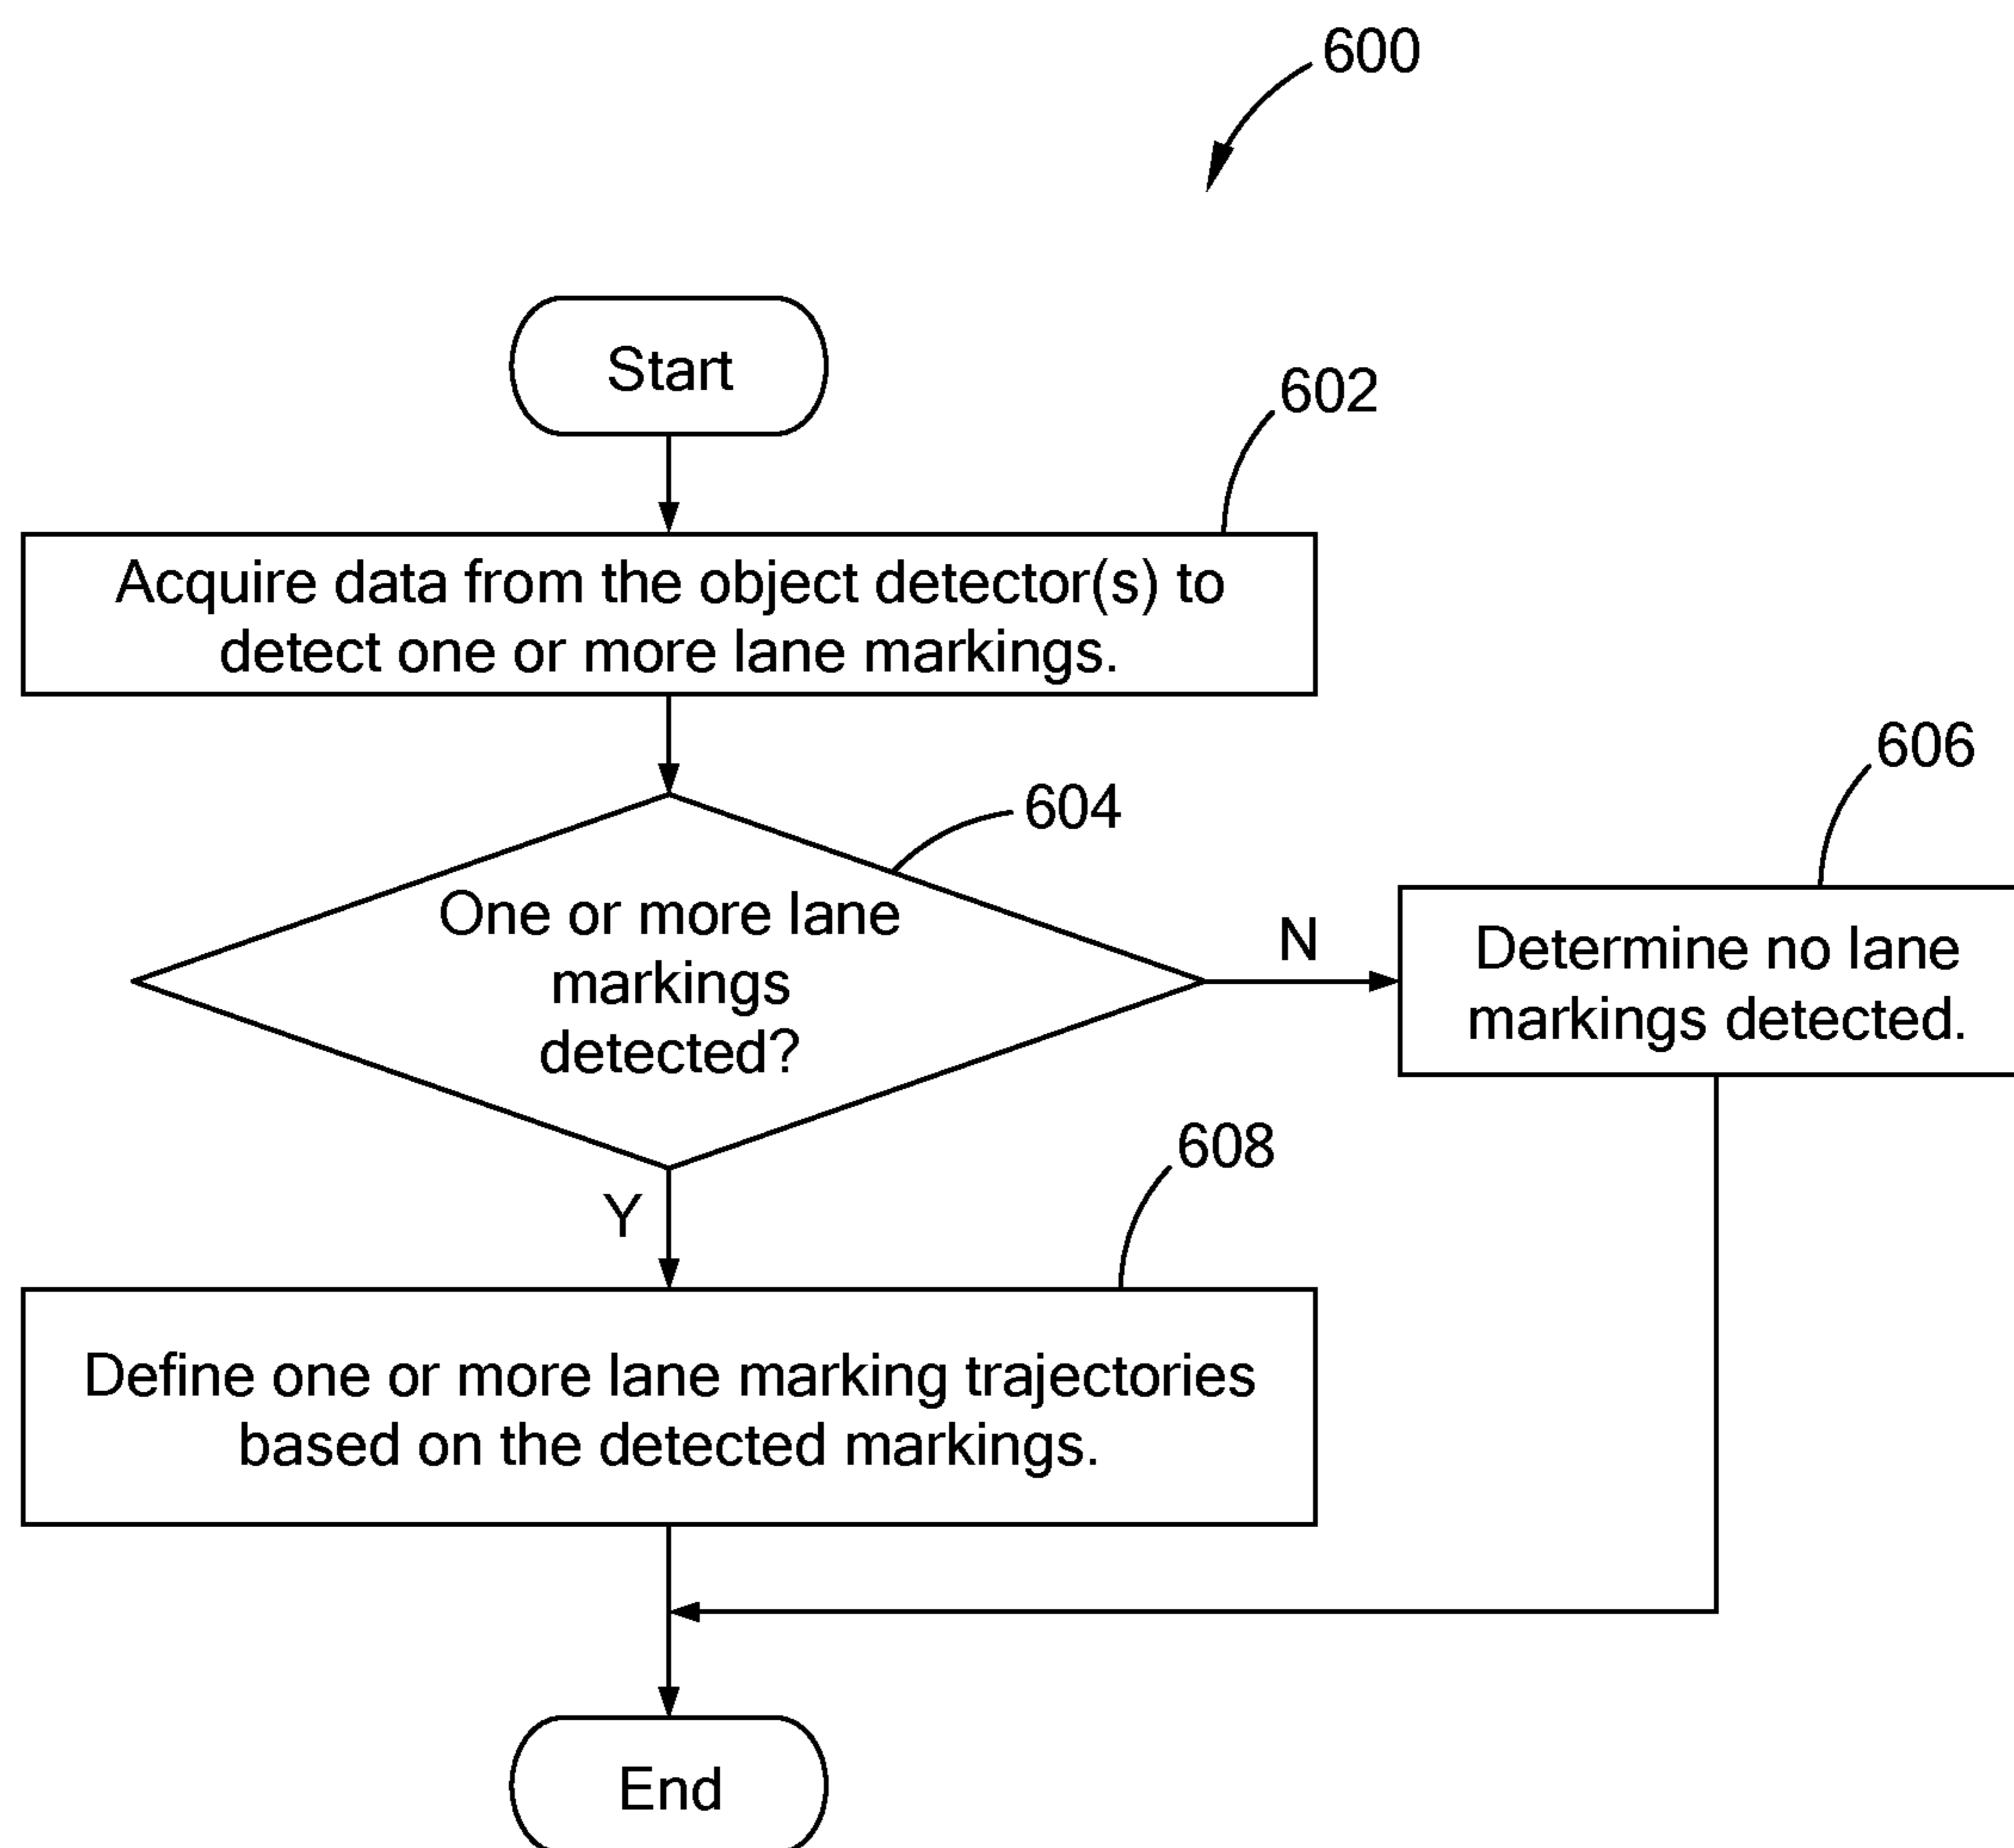 600
Start
602
Acquire data from the object detector(s) to
detect one or more lane markings.
604
One or more lane
markings
detected?
N
606
Determine no lane
markings detected.
Y
608
Define one or more lane marking trajectories
based on the detected markings.
End